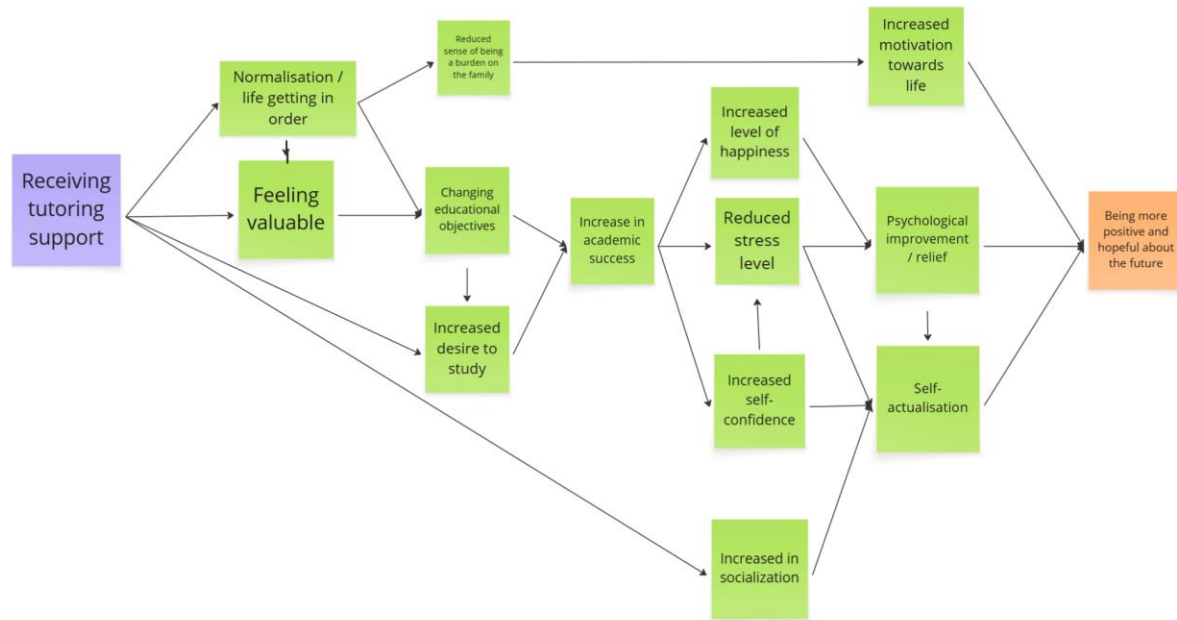 Receiving
tutoring
support
Normalisation /
life getting in
order
Feeling
valuable
Reduced
sense of being
a burden on
the family
Changing
educational
objectives
Increased
desire to
study
Increase in
academic
success
Increased
level of
happiness
Reduced
stress
level
Increased
self-
confidence
Increased in
socialization
Increased
motivation
towards
life
Psychological
improvement
/ relief
Self-
actualisation
Being more
positive and
hopeful about
the future